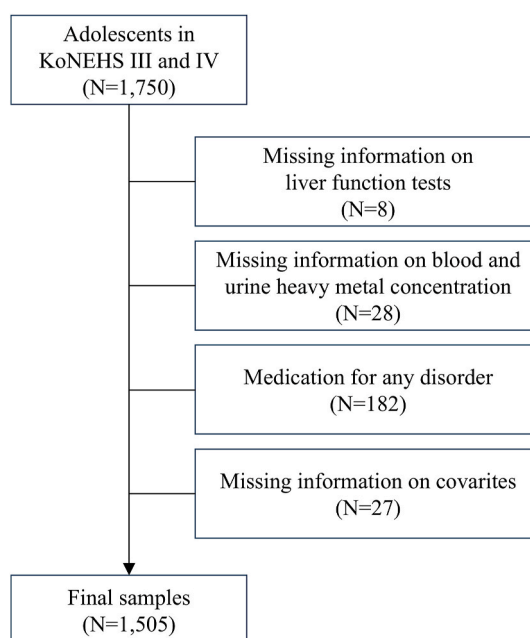 Adolescents in
KoNEHS III and IV
(N=1,750)
Missing information on
liver function tests
(N=8)
Missing information on blood and
urine heavy metal concentration
(N=28)
Medication for any disorder
(N=182)
Missing information on covarites
(N=27)
Final samples
(N=1,505)